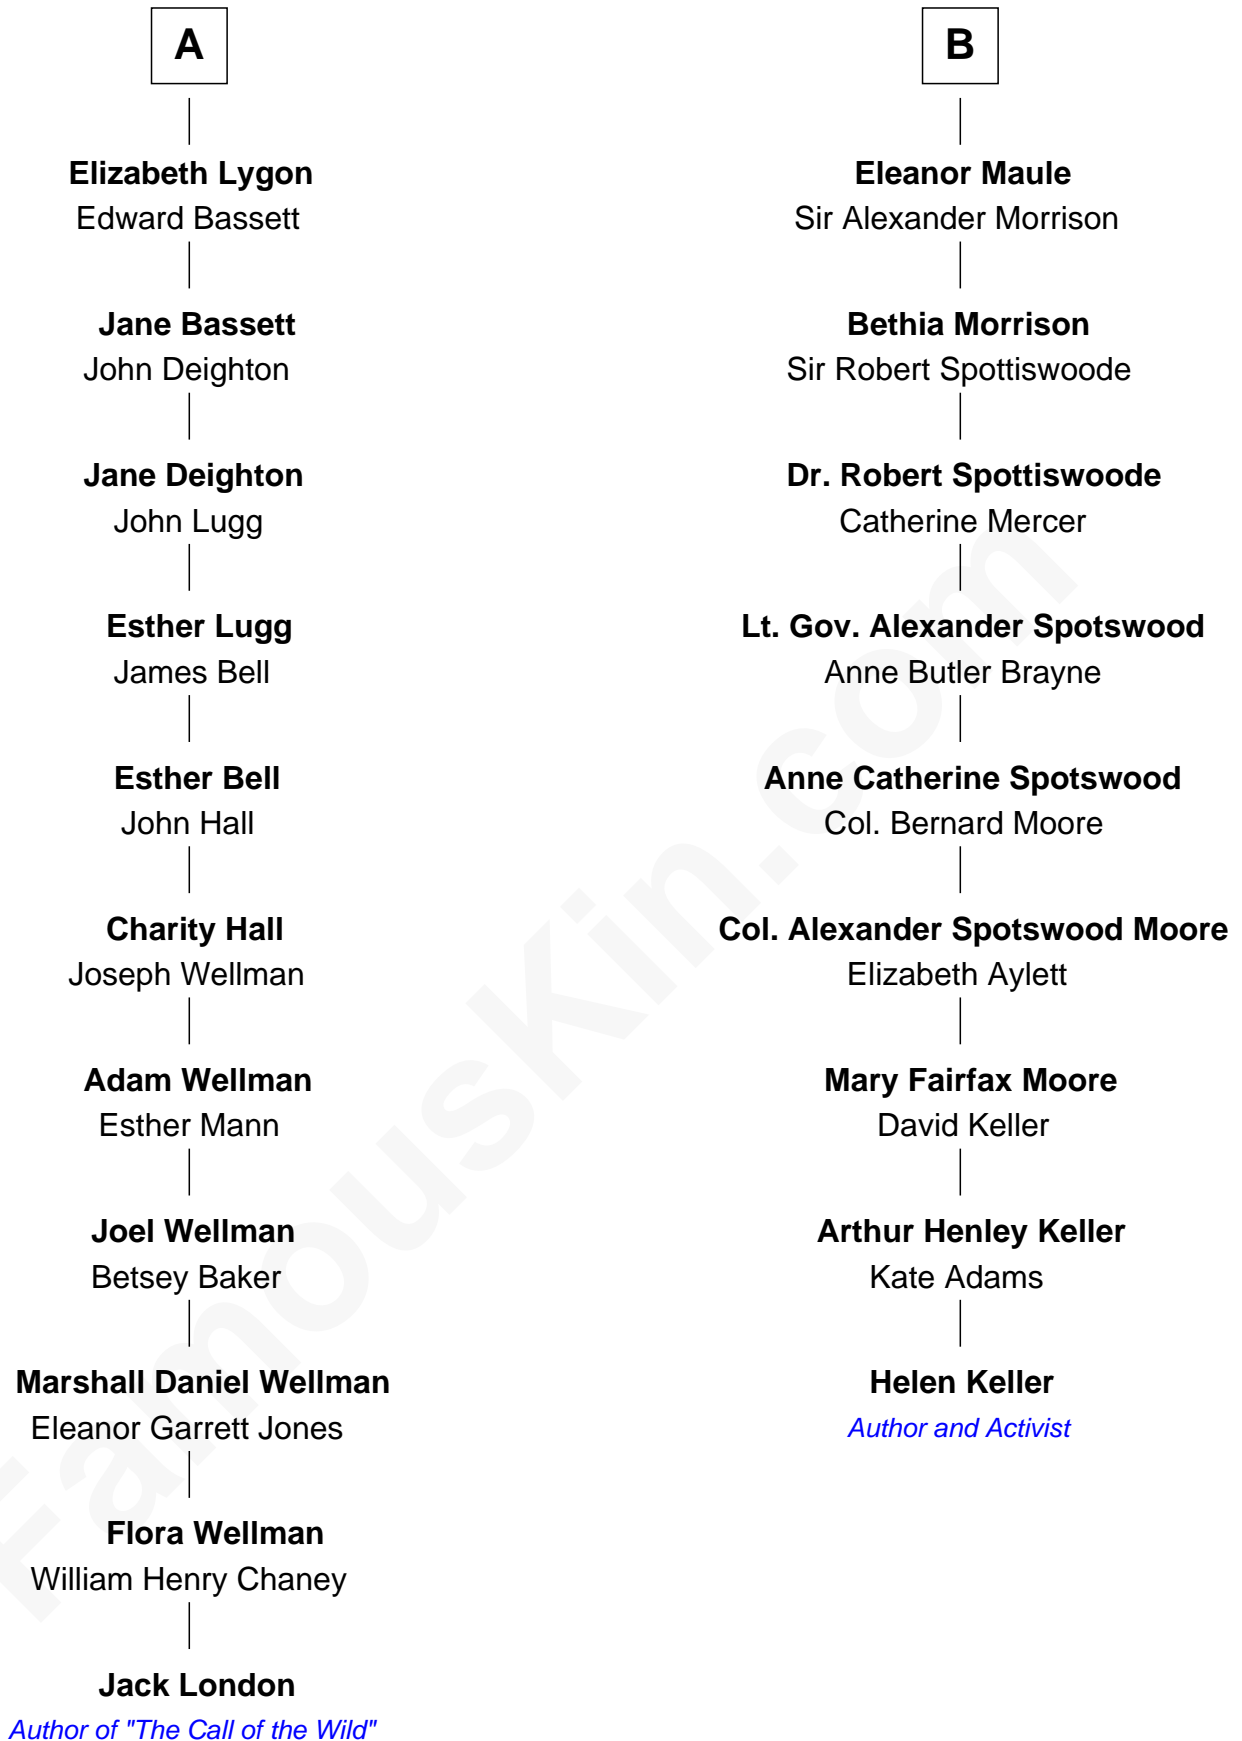 A
Elizabeth Lygon
Edward Bassett
Jane Bassett
John Deighton
Jane Deighton
John Lugg
Esther Lugg
James Bell
Esther Bell
John Hall
Charity Hall
Joseph Wellman
Adam Wellman
Esther Mann
Joel Wellman
Betsey Baker
Marshall Daniel Wellman
Eleanor Garrett Jones
Flora Wellman
William Henry Chaney
Jack London
Author of "The Call of the Wild"
B
Eleanor Maule
Sir Alexander Morrison
Bethia Morrison
Sir Robert Spottiswoode
Dr. Robert Spottiswoode
Catherine Mercer
Lt. Gov. Alexander Spotswood
Anne Butler Brayne
Anne Catherine Spotswood
Col. Bernard Moore
Col. Alexander Spotswood Moore
Elizabeth Aylett
Mary Fairfax Moore
David Keller
Arthur Henley Keller
Kate Adams
Helen Keller
Author and Activist
FamousKin.com